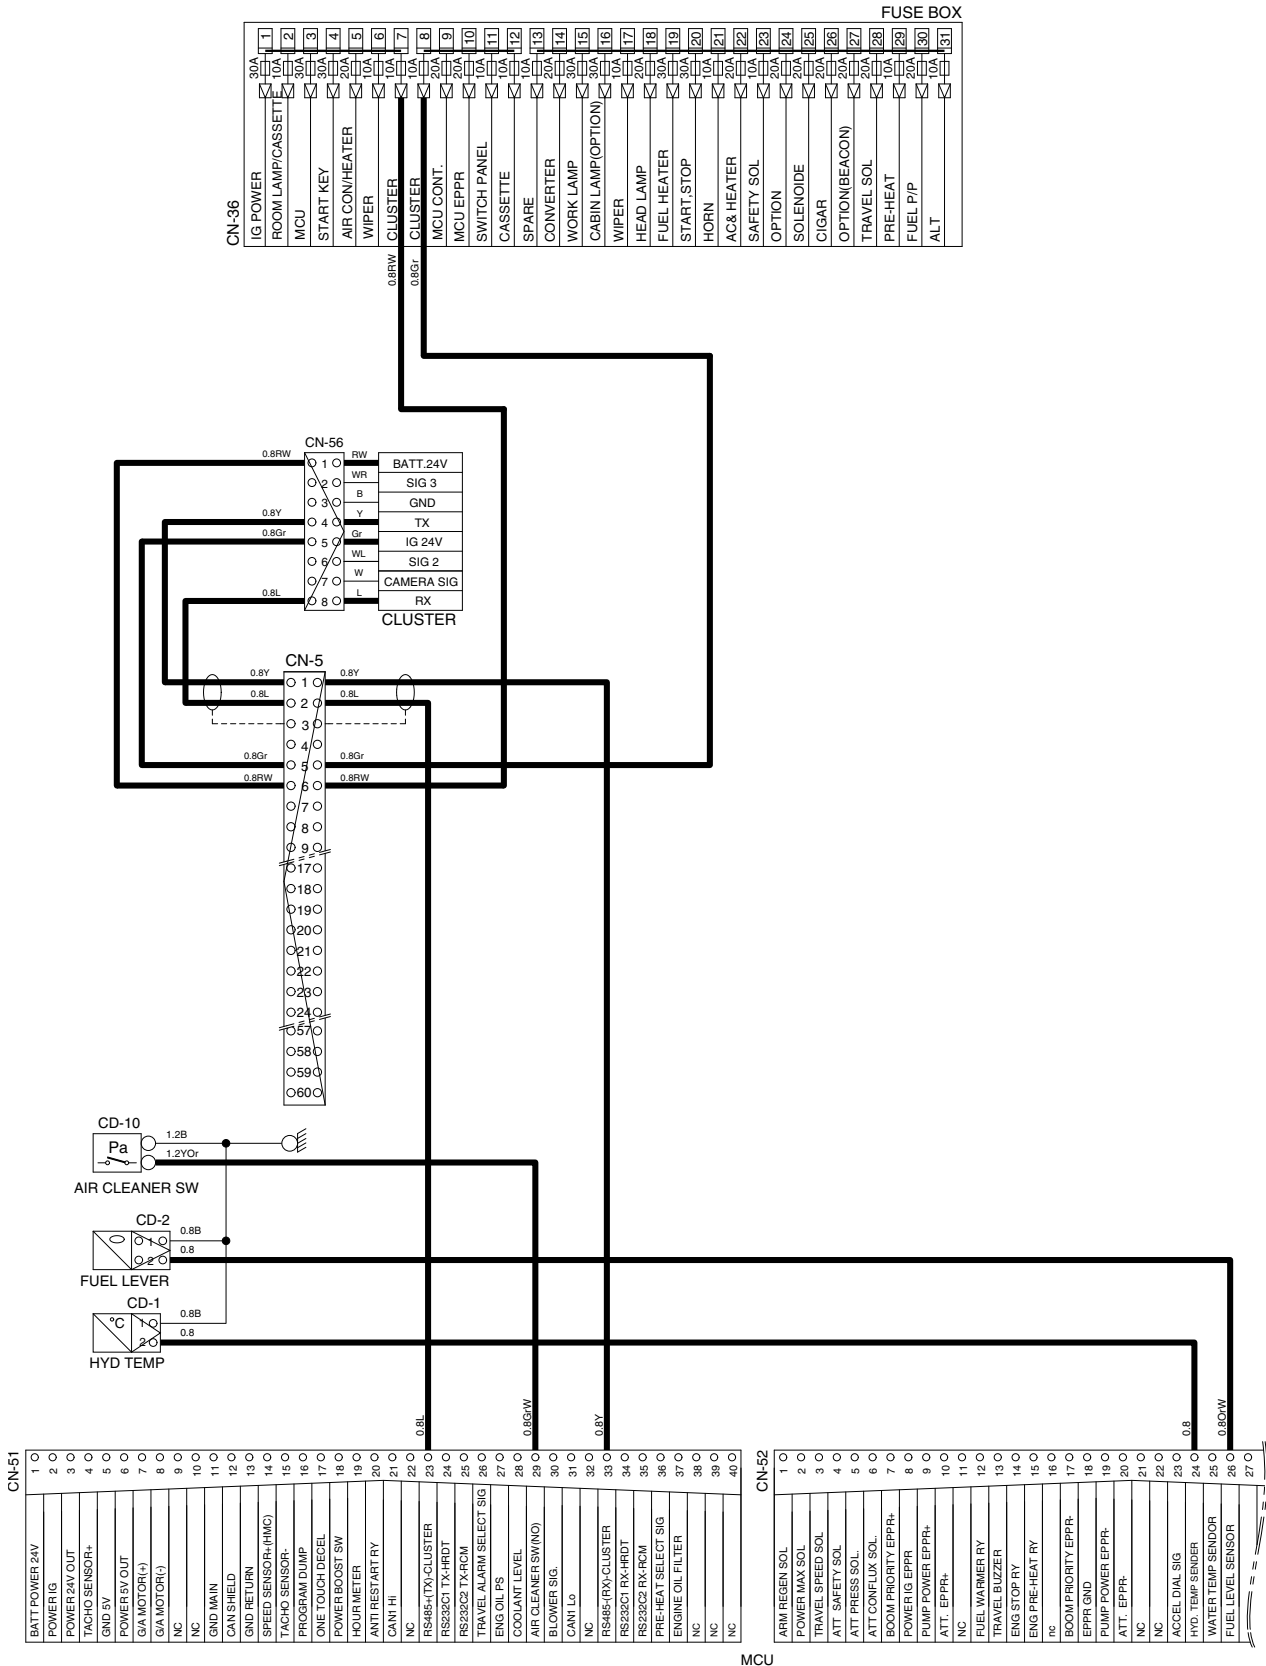 FUSE BOX
1 2 3 4 5 6 7 8 9 10 11 12 13 14 15 16 17 18 19 20 21 22 23 24 25 26 27 28 29 30 31
30A 10A 30A 30A 20A 10A 10A 10A 20A 20A 10A 10A 10A 20A 30A 20A 10A 20A 20A 10A 10A 30A 20A 20A 20A 20A 20A 20A 10A 20A 10A
CN-36
IG POWER
ROOM LAMP/CASSETTE
MCU
START KEY
AIR CON/HEATER
WIPER
CLUSTER
CLUSTER
MCU CONT.
MCU EPPR
SWITCH PANEL
CASSETTE
SPARE
CONVERTER
WORK LAMP
CABIN LAMP(OPTION)
WIPER
HEAD LAMP
FUEL HEATER
START,STOP
HORN
AC& HEATER
SAFETY SOL
OPTION
SOLENOIDE
CIGAR
OPTION(BEACON)
TRAVEL SOL
PRE-HEAT
FUEL P/P
ALT
0.8RW
0.8Gr
CN-56
0.8RW 1 RW BATT.24V
2 WR SIG 3
3 B GND
0.8Y 4 Y TX
0.8Gr 5 Gr IG 24V
6 WL SIG 2
7 W CAMERA SIG
0.8L 8 L RX
CLUSTER
CN-5
0.8Y 1 0.8Y
0.8L 2 0.8L
3
4
0.8Gr 5 0.8Gr
0.8RW 6 0.8RW
7
8
9
17
18
19
20
21
22
23
24
57
58
59
60
CD-10
Pa
1.2B
1.2YOr
AIR CLEANER SW
CD-2
1 0.8B
2 0.8
FUEL LEVER
CD-1
°C
1 0.8B
2 0.8
HYD TEMP
0.8L
0.8GrW
0.8Y
0.8
0.8OrW
CN-51
1 BATT POWER 24V
2 POWER IG
3 POWER 24V OUT
4 TACHO SENSOR+
5 GND 5V
6 POWER 5V OUT
7 G/A MOTOR(+)
8 G/A MOTOR(-)
9 NC
10 NC
11 GND MAIN
12 CAN SHIELD
13 GND RETURN
14 SPEED SENSOR+(HMC)
15 TACHO SENSOR-
16 PROGRAM DUMP
17 ONE TOUCH DECEL
18 POWER BOOST SW
19 HOUR METER
20 ANTI RESTART RY
21 CAN1 Hi
22 NC
23 RS485+(TX)-CLUSTER
24 RS232C1 TX-HRDT
25 RS232C2 TX-RCM
26 TRAVEL ALARM SELECT SIG
27 ENG OIL PS
28 COOLANT LEVEL
29 AIR CLEANER SW(NO)
30 BLOWER SIG.
31 CAN1 Lo
32 NC
33 RS485-(RX)-CLUSTER
34 RS232C1 RX-HRDT
35 RS232C2 RX-RCM
36 PRE-HEAT SELECT SIG
37 ENGINE OIL FILTER
38 NC
39 NC
40 NC
CN-52
1 ARM REGEN SOL
2 POWER MAX SOL
3 TRAVEL SPEED SOL
4 ATT SAFETY SOL
5 ATT PRESS SOL.
6 ATT CONFLUX SOL.
7 BOOM PRIORITY EPPR+
8 POWER IG EPPR
9 PUMP POWER EPPR+
10 ATT. EPPR+
11 NC
12 FUEL WARMER RY
13 TRAVEL BUZZER
14 ENG STOP RY
15 ENG PRE-HEAT RY
16 nc
17 BOOM PRIORITY EPPR-
18 EPPR GND
19 PUMP POWER EPPR-
20 ATT. EPPR-
21 NC
22 NC
23 ACCEL DIAL SIG
24 HYD. TEMP SENDER
25 WATER TEMP SENDOR
26 FUEL LEVEL SENSOR
27
MCU